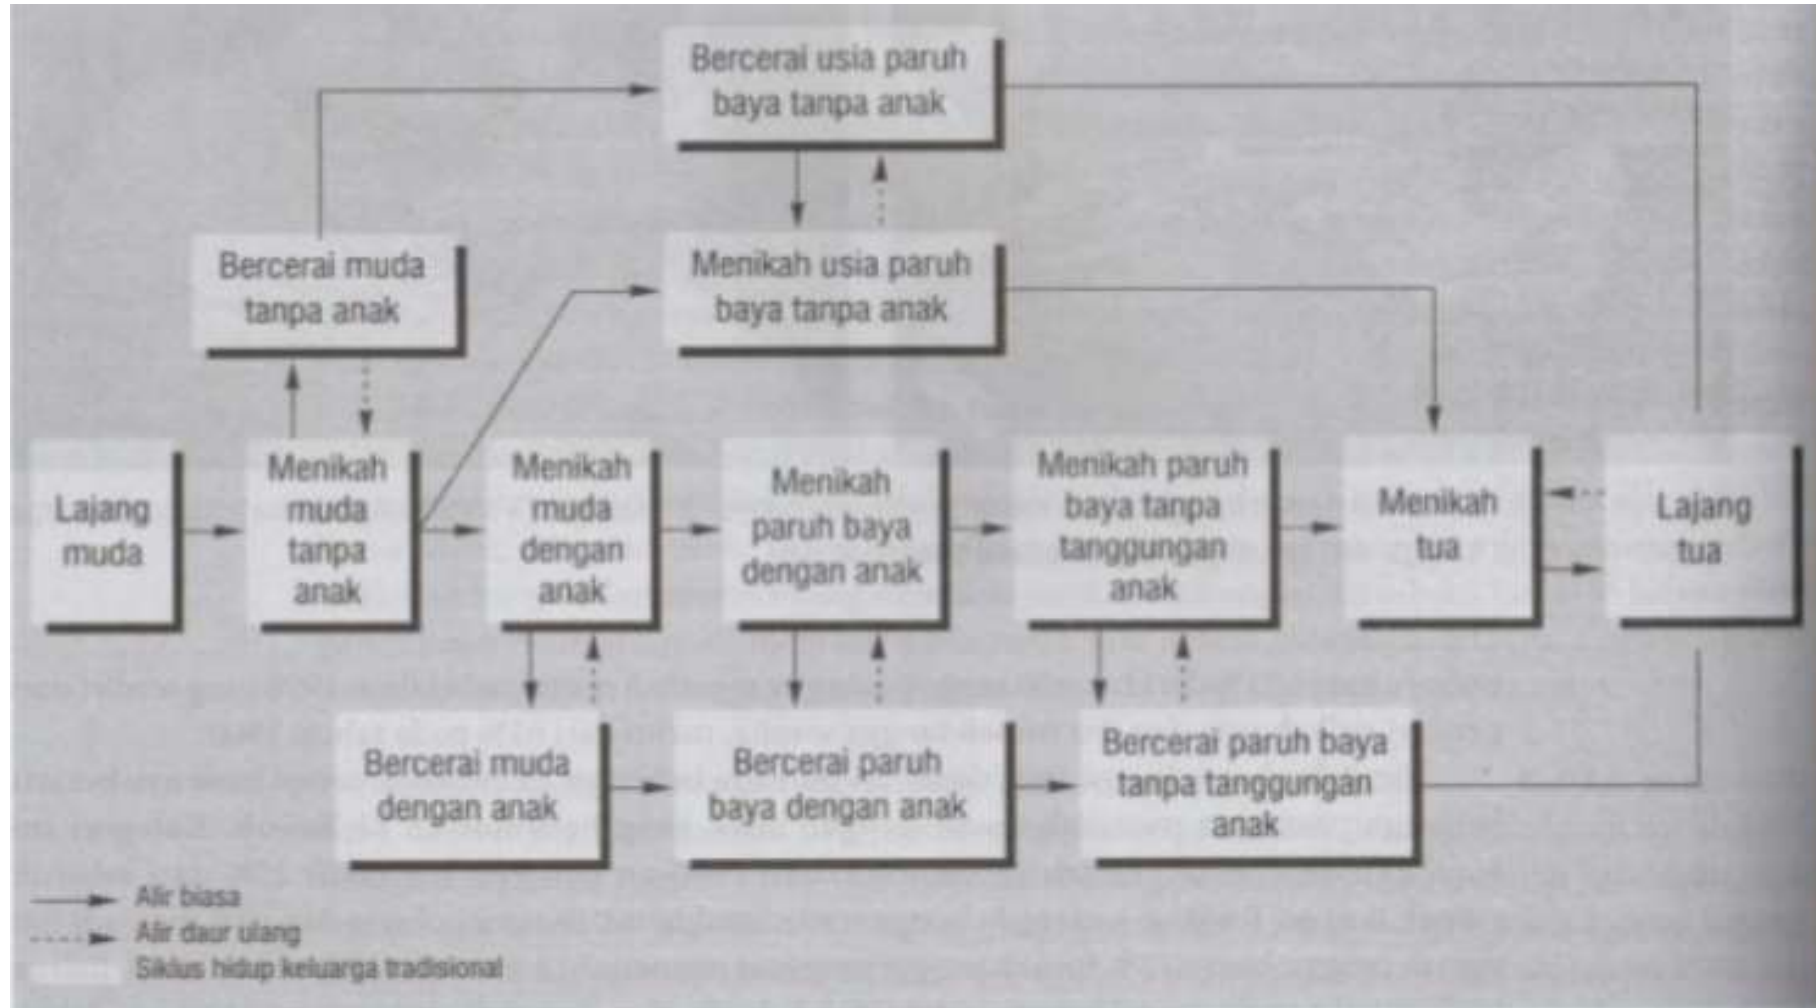 Bercerai usia paruh
baya tanpa anak
Bercerai muda
tanpa anak
Menikah usia paruh
baya tanpa anak
Lajang
muda
Menikah
muda
tanpa
anak
Menikah
muda
dengan
anak
Menikah
paruh baya
dengan anak
Menikah paruh
baya tanpa
tanggungan
anak
Menikah
tua
Lajang
tua
Bercerai muda
dengan anak
Bercerai paruh
baya dengan anak
Bercerai paruh baya
tanpa tanggungan
anak
Alir biasa
Alir daur ulang
Siklus hidup keluarga tradisional